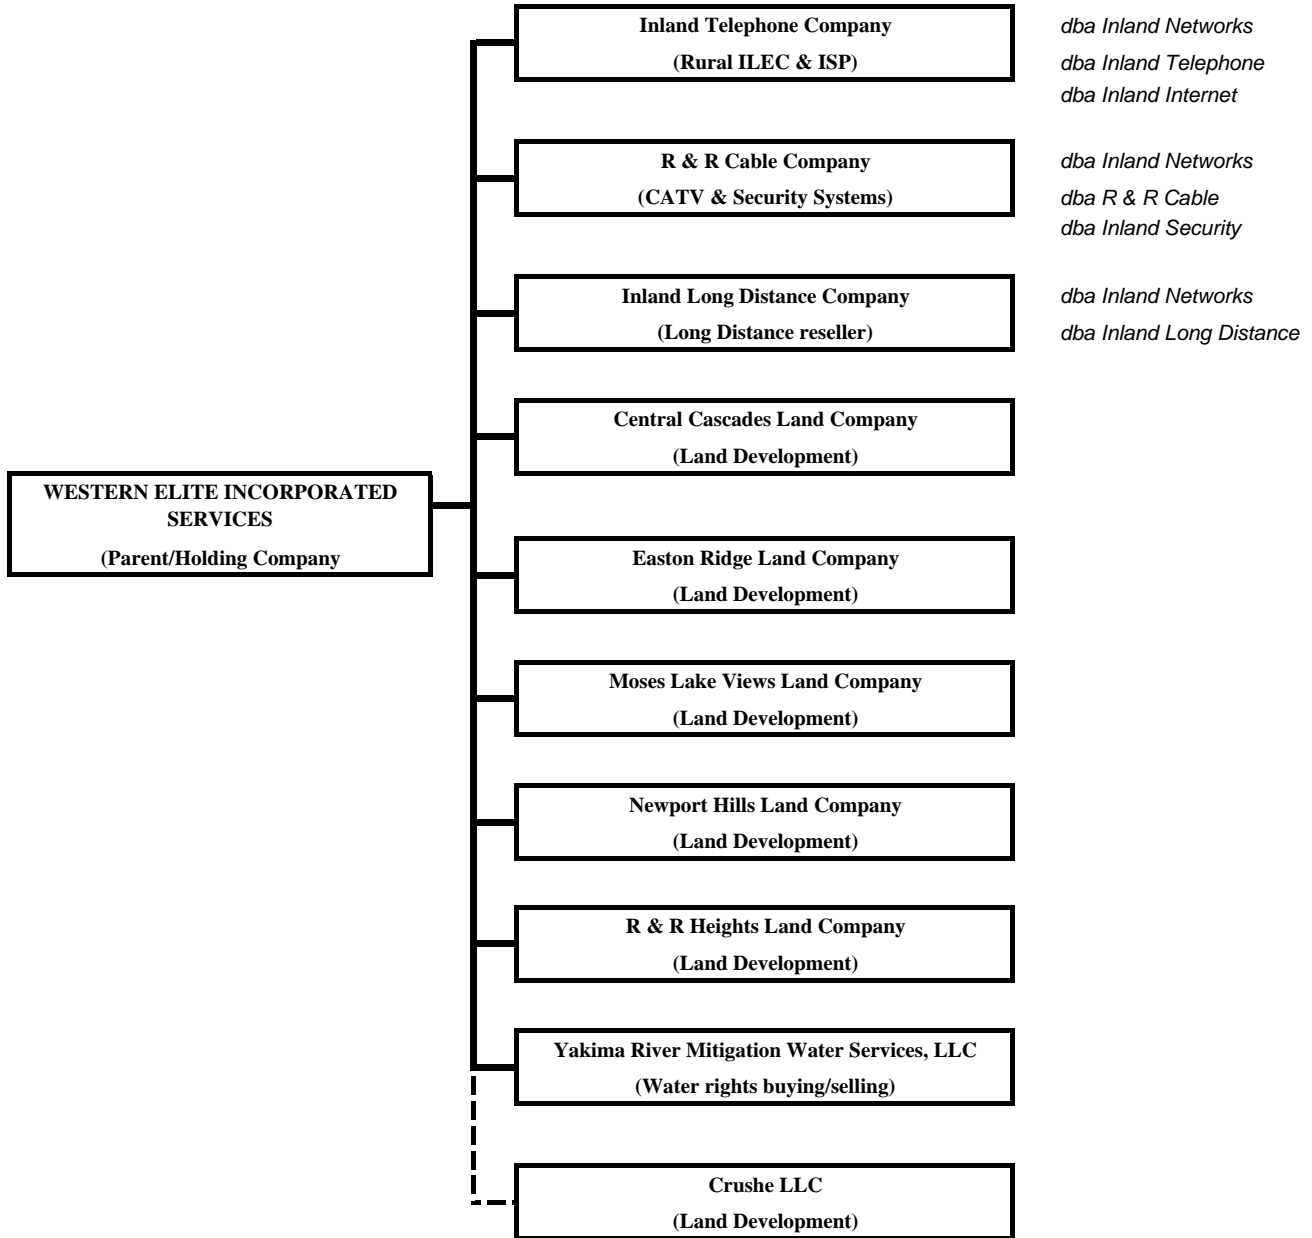 Inland Telephone Company
(Rural ILEC & ISP)
dba Inland Networks
dba Inland Telephone
dba Inland Internet
R & R Cable Company
(CATV & Security Systems)
dba Inland Networks
dba R & R Cable
dba Inland Security
Inland Long Distance Company
(Long Distance reseller)
dba Inland Networks
dba Inland Long Distance
Central Cascades Land Company
(Land Development)
WESTERN ELITE INCORPORATED
SERVICES
(Parent/Holding Company
Easton Ridge Land Company
(Land Development)
Moses Lake Views Land Company
(Land Development)
Newport Hills Land Company
(Land Development)
R & R Heights Land Company
(Land Development)
Yakima River Mitigation Water Services, LLC
(Water rights buying/selling)
Crushe LLC
(Land Development)